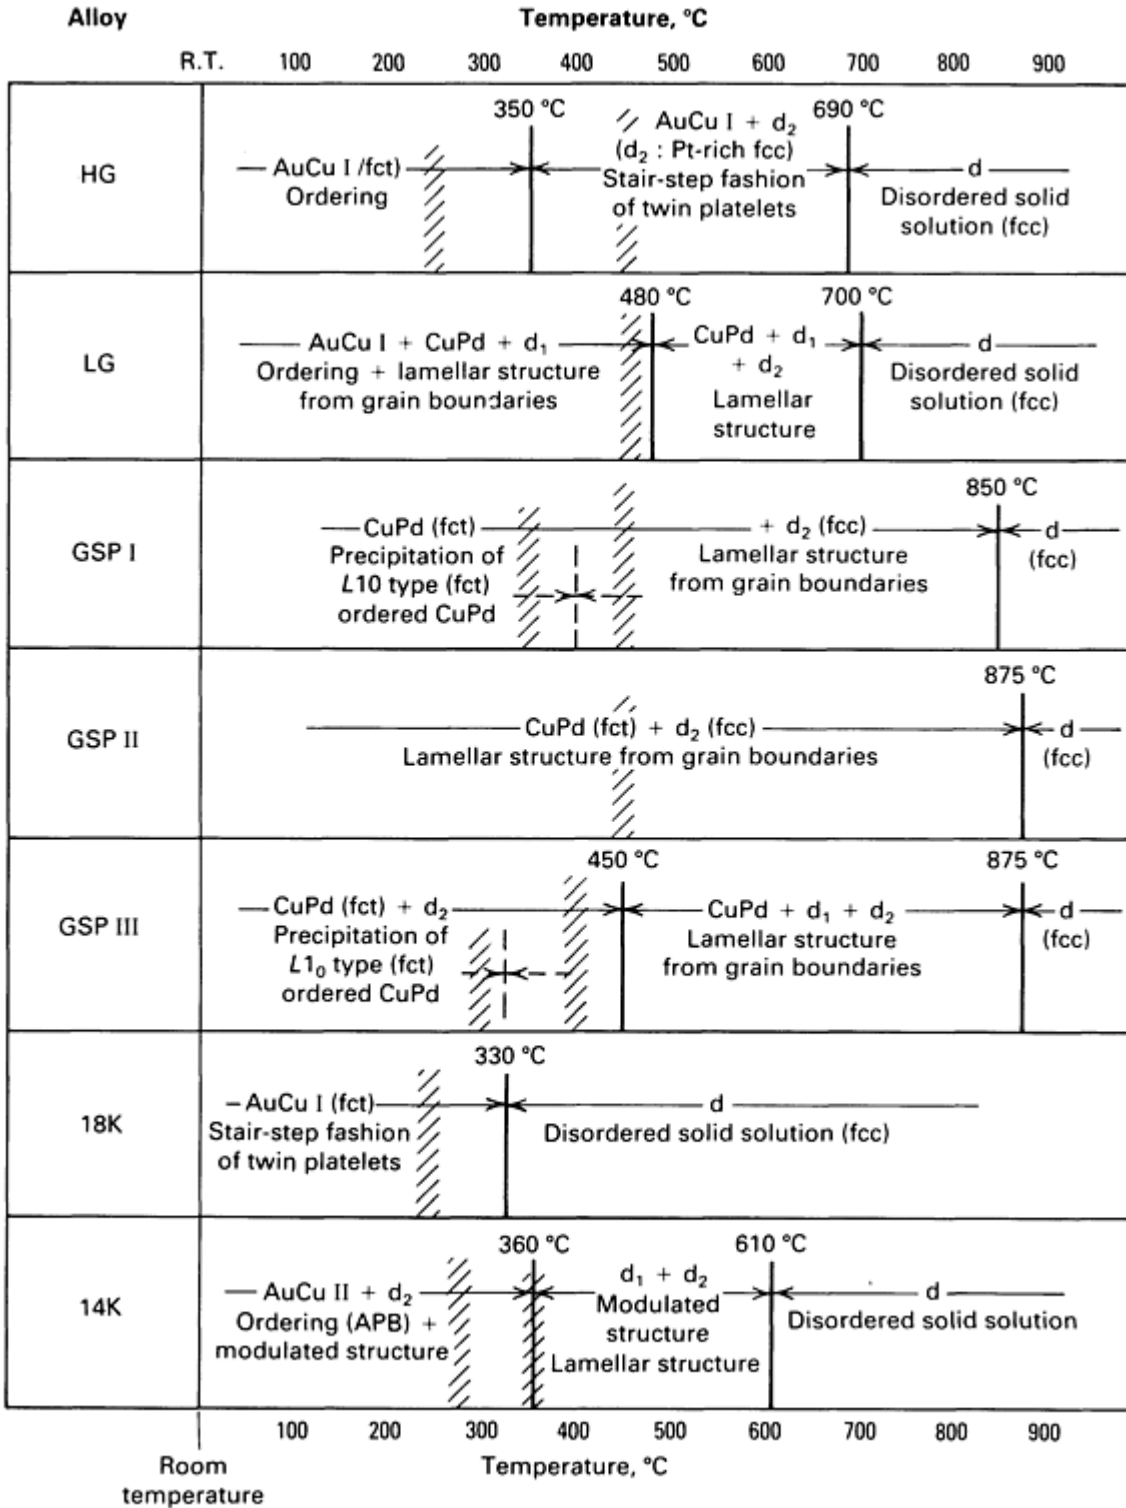 Alloy Temperature, °C
R.T. 100 200 300 400 500 600 700 800 900
HG
350 °C
690 °C
AuCu I /fct)
Ordering
AuCu I + d₂
(d₂ : Pt-rich fcc)
Stair-step fashion
of twin platelets
d
Disordered solid
solution (fcc)
LG
480 °C
700 °C
AuCu I + CuPd + d₁
Ordering + lamellar structure
from grain boundaries
CuPd + d₁
+ d₂
Lamellar
structure
d
Disordered solid
solution (fcc)
GSP I
850 °C
CuPd (fct)
Precipitation of
L10 type (fct)
ordered CuPd
+ d₂ (fcc)
Lamellar structure
from grain boundaries
d
(fcc)
GSP II
875 °C
CuPd (fct) + d₂ (fcc)
Lamellar structure from grain boundaries
d
(fcc)
GSP III
450 °C
875 °C
CuPd (fct) + d₂
Precipitation of
L1₀ type (fct)
ordered CuPd
CuPd + d₁ + d₂
Lamellar structure
from grain boundaries
d
(fcc)
18K
330 °C
AuCu I (fct)
Stair-step fashion
of twin platelets
d
Disordered solid solution (fcc)
14K
360 °C
610 °C
AuCu II + d₂
Ordering (APB) +
modulated structure
d₁ + d₂
Modulated
structure
Lamellar structure
d
Disordered solid solution
100 200 300 400 500 600 700 800 900
Room
temperature
Temperature, °C